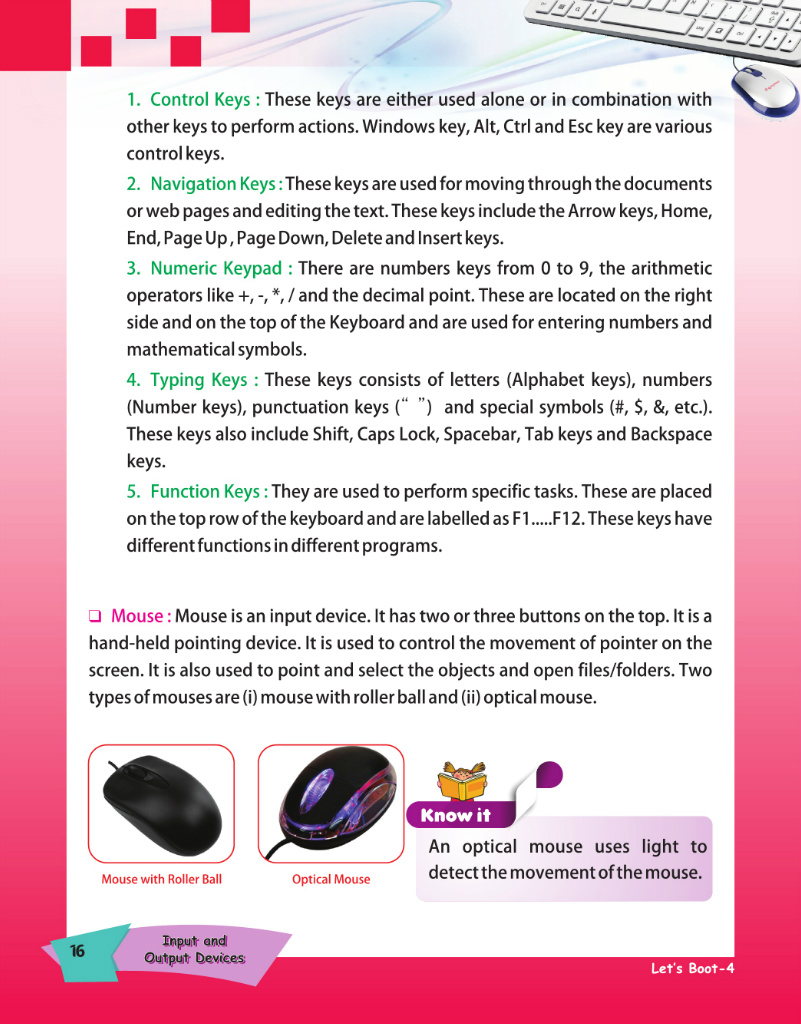 1. Control Keys : These keys are either used alone or in combination with
other keys to perform actions. Windows key, Alt, Ctrl and Esc key are various
control keys.
2. Navigation Keys : These keys are used for moving through the documents
or web pages and editing the text. These keys include the Arrow keys, Home,
End, Page Up , Page Down, Delete and Insert keys.
3. Numeric Keypad : There are numbers keys from 0 to 9, the arithmetic
operators like +, -, *, / and the decimal point. These are located on the right
side and on the top of the Keyboard and are used for entering numbers and
mathematical symbols.
4. Typing Keys : These keys consists of letters (Alphabet keys), numbers
(Number keys), punctuation keys (“ ”) and special symbols (#, $, &, etc.).
These keys also include Shift, Caps Lock, Spacebar, Tab keys and Backspace
keys.
5. Function Keys : They are used to perform specific tasks. These are placed
on the top row of the keyboard and are labelled as F1.....F12. These keys have
different functions in different programs.
❑ Mouse : Mouse is an input device. It has two or three buttons on the top. It is a
hand-held pointing device. It is used to control the movement of pointer on the
screen. It is also used to point and select the objects and open files/folders. Two
types of mouses are (i) mouse with roller ball and (ii) optical mouse.
Mouse with Roller Ball
Optical Mouse
Know it
An optical mouse uses light to
detect the movement of the mouse.
16
Input and
Output Devices
Let's Boot-4